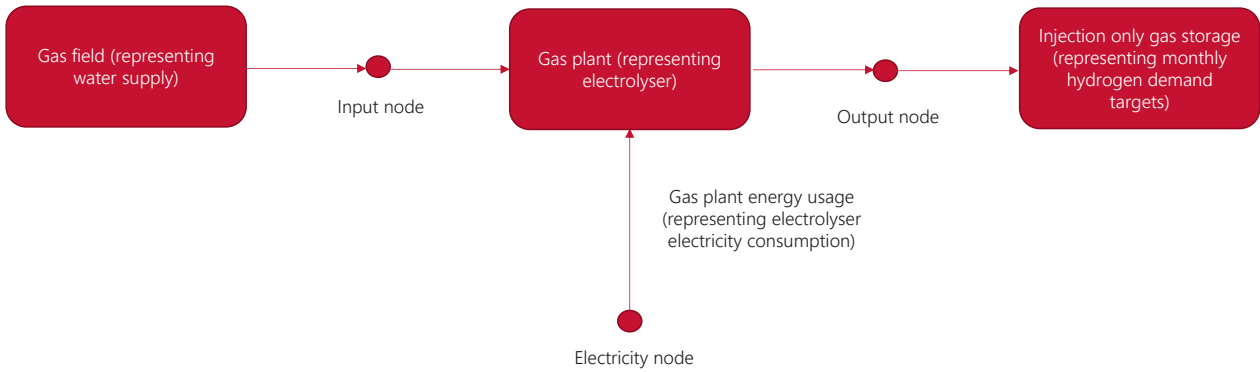 Gas field (representing
water supply)
Input node
Gas plant (representing
electrolyser)
Output node
Injection only gas storage
(representing monthly
hydrogen demand
targets)
Gas plant energy usage
(representing electrolyser
electricity consumption)
Electricity node